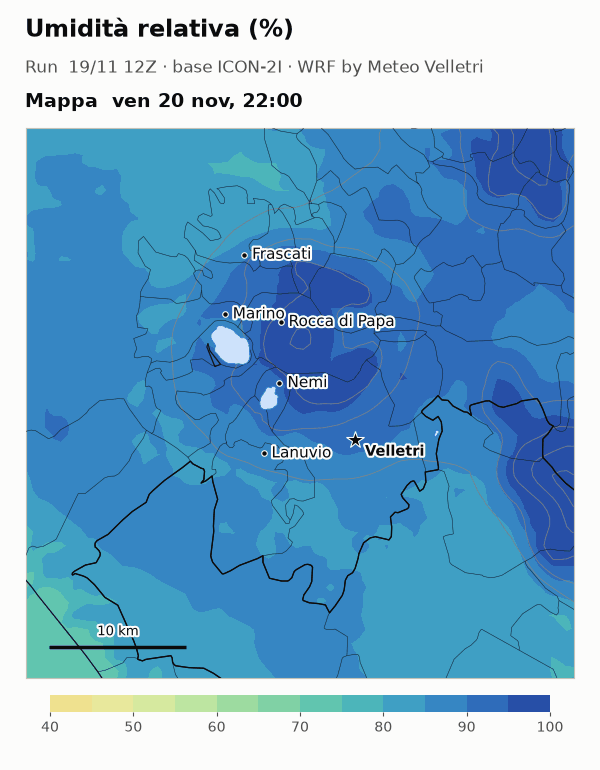 Umidità relativa (%)
Run  19/11 12Z · base ICON-2I · WRF by Meteo Velletri
Mappa  ven 20 nov, 22:00
Frascati
Marino
Rocca di Papa
Nemi
Velletri
Lanuvio
10 km
40 50 60 70 80 90 100